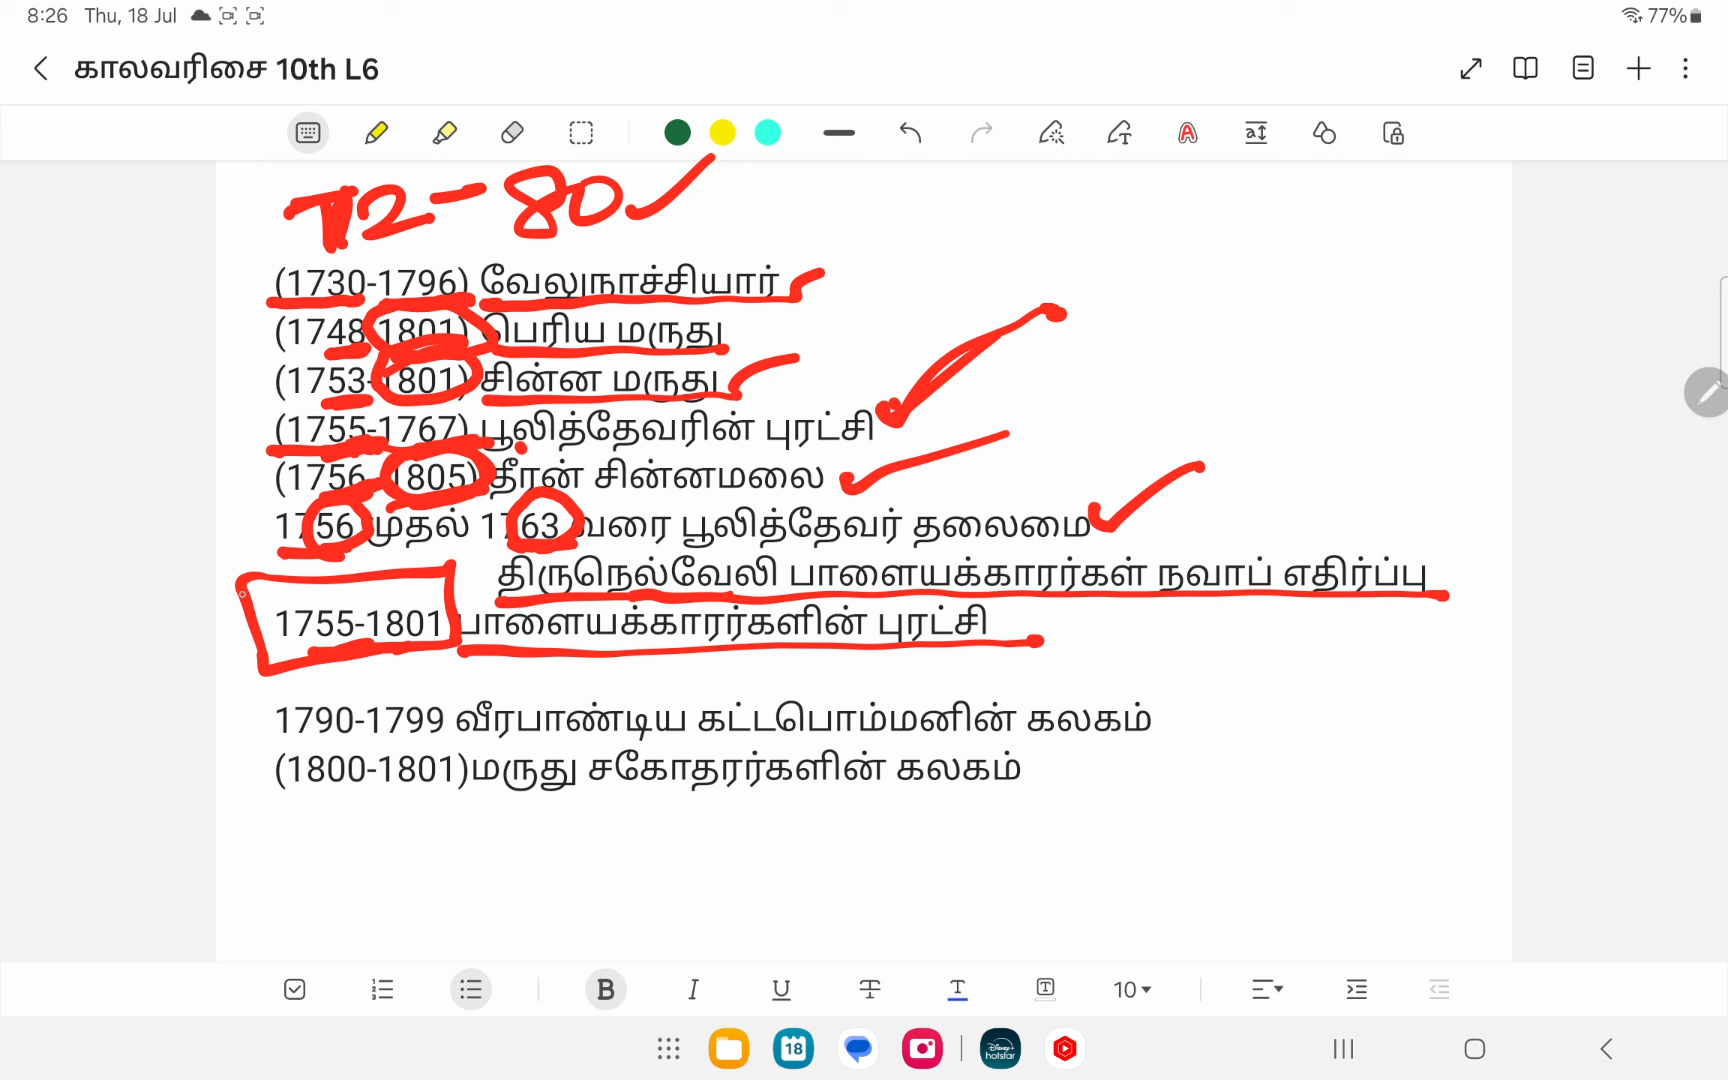 8:26 Thu, 18 Jul 77%
காலவரிசை 10th L6
72-80
(1730-1796) வேலுநாச்சியார்
(1748-1801) பெரிய மருது
(1753-1801) சின்ன மருது
(1755-1767) பூலித்தேவரின் புரட்சி
(1756-1805) தீரன் சின்னமலை
1756 முதல் 1763 வரை பூலித்தேவர் தலைமை
திருநெல்வேலி பாளையக்காரர்கள் நவாப் எதிர்ப்பு
1755-1801 பாளையக்காரர்களின் புரட்சி
1790-1799 வீரபாண்டிய கட்டபொம்மனின் கலகம்
(1800-1801)மருது சகோதரர்களின் கலகம்
B I U T T T 10
18 Disney+ hotstar